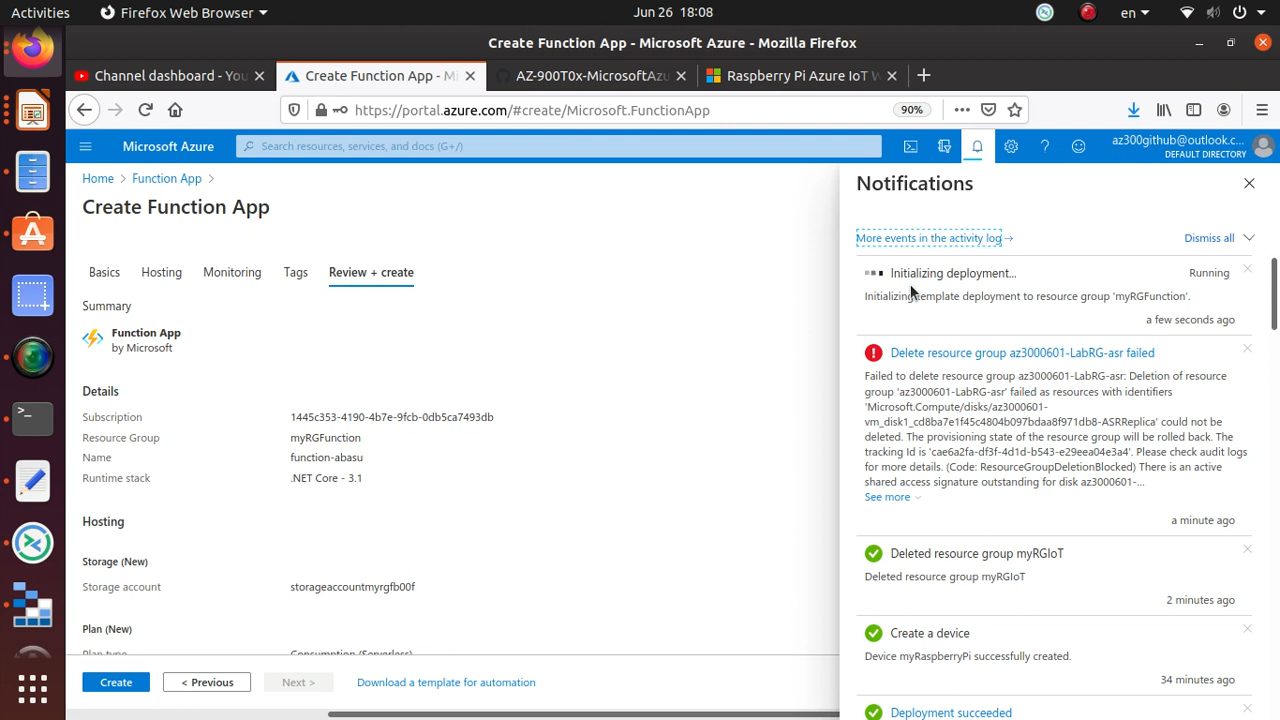 Activities
Firefox Web Browser
Jun 26 18:08
en
Create Function App - Microsoft Azure - Mozilla Firefox
Channel dashboard - You
Create Function App - Mi
AZ-900T0x-MicrosoftAzu
Raspberry Pi Azure IoT W
https://portal.azure.com/#create/Microsoft.FunctionApp
90%
Microsoft Azure
Search resources, services, and docs (G+/)
az300github@outlook.c...
DEFAULT DIRECTORY
Home > Function App >
Create Function App
Basics Hosting Monitoring Tags Review + create
Summary
Function App
by Microsoft
Details
Subscription 1445c353-4190-4b7e-9fcb-0db5ca7493db
Resource Group myRGFunction
Name function-abasu
Runtime stack .NET Core - 3.1
Hosting
Storage (New)
Storage account storageaccountmyrgfb00f
Plan (New)
Plan type Consumption (Serverless)
Create < Previous Next > Download a template for automation
Notifications
More events in the activity log →
Dismiss all
Initializing deployment... Running
Initializing template deployment to resource group 'myRGFunction'.
a few seconds ago
Delete resource group az3000601-LabRG-asr failed
Failed to delete resource group az3000601-LabRG-asr: Deletion of resource
group 'az3000601-LabRG-asr' failed as resources with identifiers
'Microsoft.Compute/disks/az3000601-
vm_disk1_cd8ba7e1f45c4804b097bdaa8f971db8-ASRReplica' could not be
deleted. The provisioning state of the resource group will be rolled back. The
tracking Id is 'cae6a2fa-df3f-4d1d-b543-e29eea04e3a4'. Please check audit logs
for more details. (Code: ResourceGroupDeletionBlocked) There is an active
shared access signature outstanding for disk az3000601-...
See more
a minute ago
Deleted resource group myRGIoT
Deleted resource group myRGIoT
2 minutes ago
Create a device
Device myRaspberryPi successfully created.
34 minutes ago
Deployment succeeded